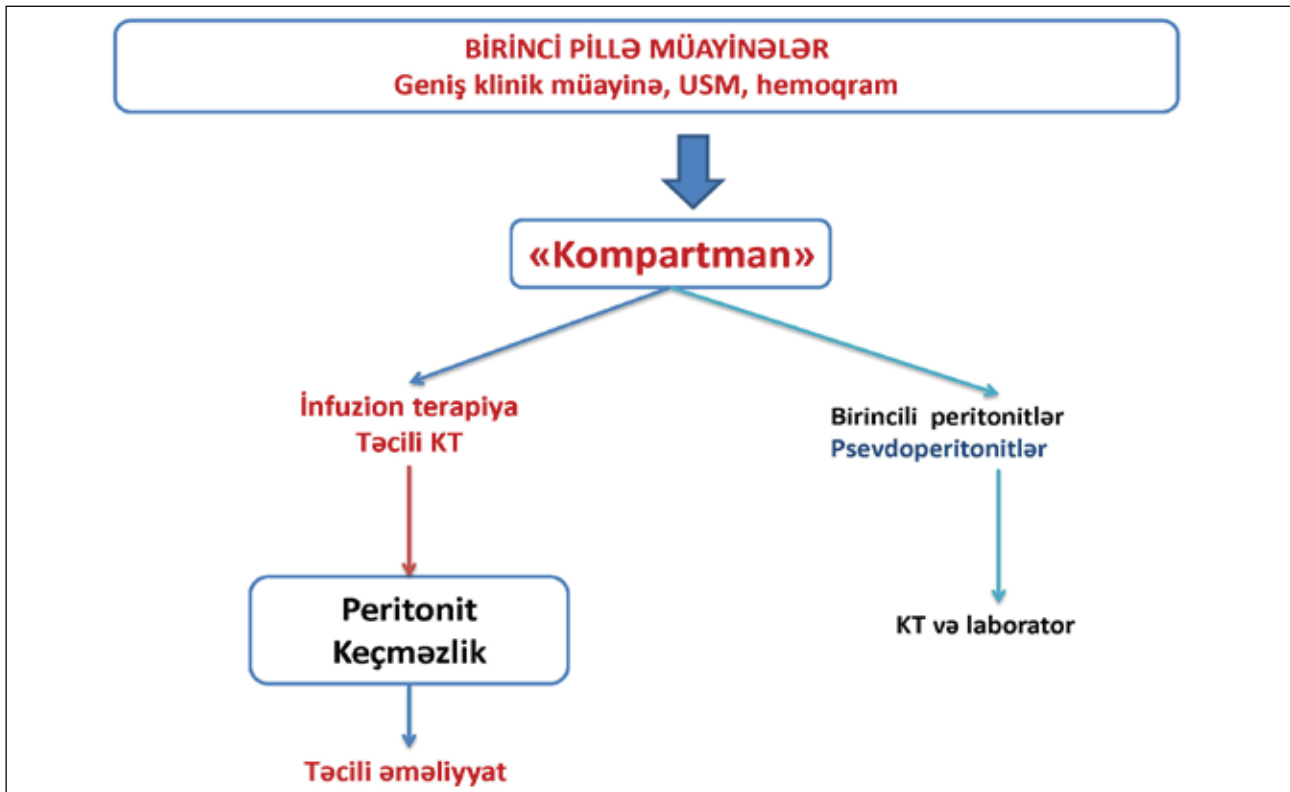 BİRİNCİ PİLLƏ MÜAYİNƏLƏR
Geniş klinik müayinə, USM, hemoqram
«Kompartman»
İnfuzion terapiya
Təcili KT
Birincili peritonitlər
Psevdoperitonitlər
Peritonit
Keçməzlik
KT və laborator
Təcili əməliyyat